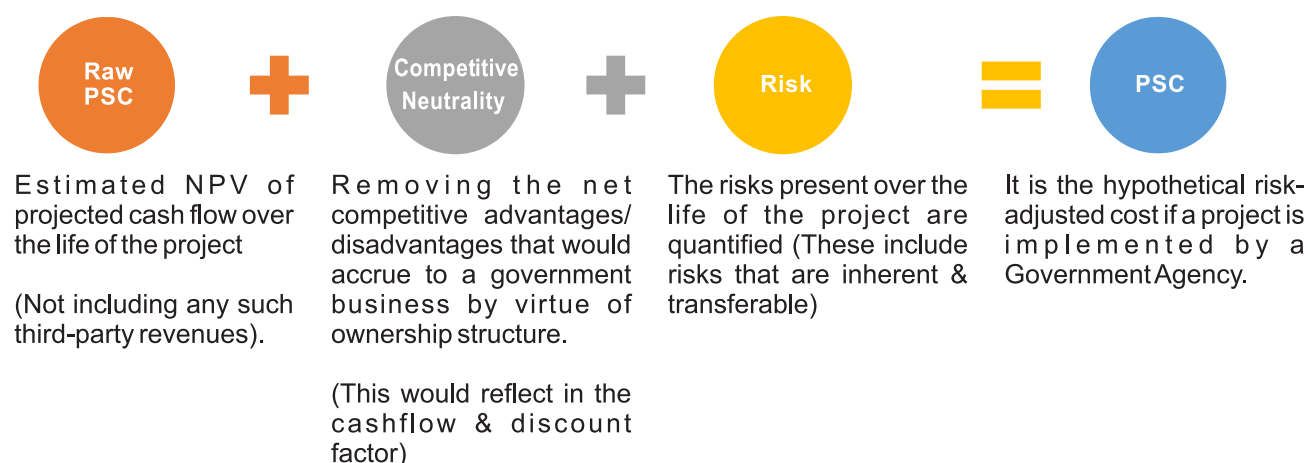 Raw
PSC
Competitive
Neutrality
Risk
PSC
Estimated NPV of
projected cash flow over
the life of the project
(Not including any such
third-party revenues).
Removing the net
competitive advantages/
disadvantages that would
accrue to a government
business by virtue of
ownership structure.
(This would reflect in the
cashflow & discount
factor)
The risks present over the
life of the project are
quantified (These include
risks that are inherent &
transferable)
It is the hypothetical risk-
adjusted cost if a project is
implemented by a
Government Agency.